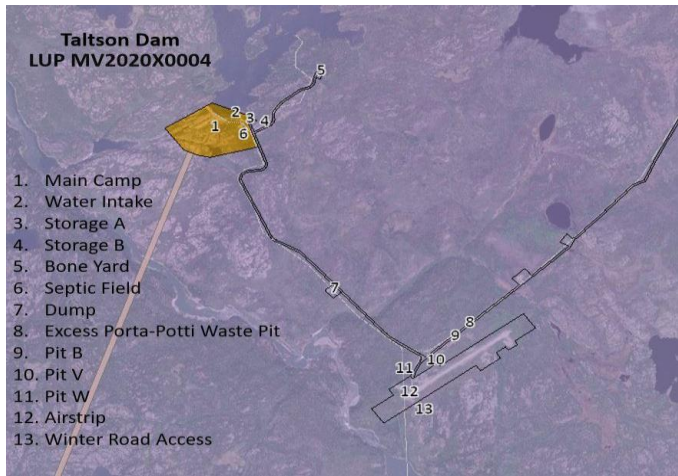 Taltson Dam
LUP MV2020X0004
5
2
3
4
1
6
1. Main Camp
2. Water Intake
3. Storage A
4. Storage B
5. Bone Yard
6. Septic Field
7. Dump
8. Excess Porta-Potti Waste Pit
9. Pit B
10. Pit V
11. Pit W
12. Airstrip
13. Winter Road Access
7
8
9
10
11
12
13